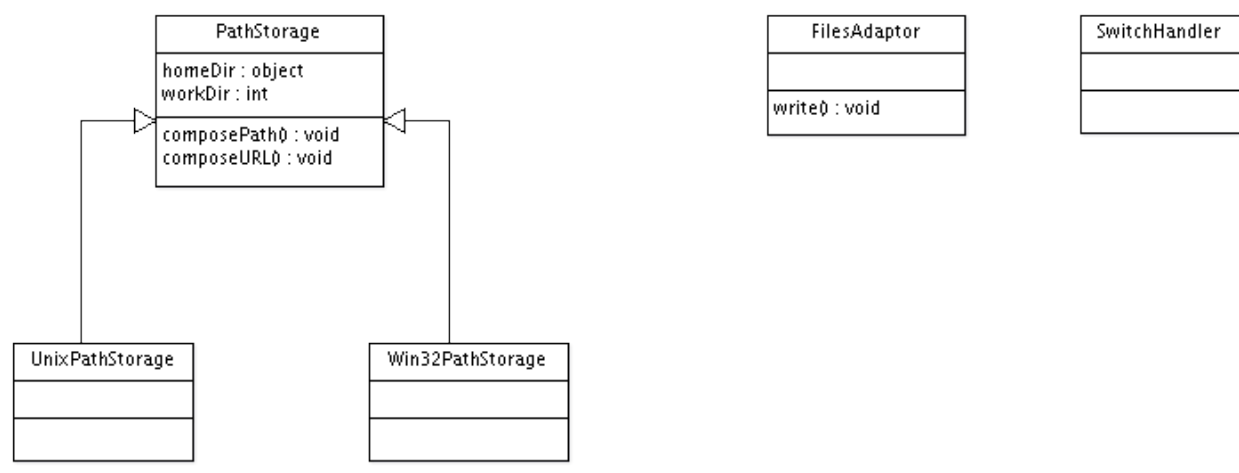 PathStorage
homeDir : object
workDir : int
composePath() : void
composeURL() : void
FilesAdaptor
write() : void
SwitchHandler
UnixPathStorage
Win32PathStorage